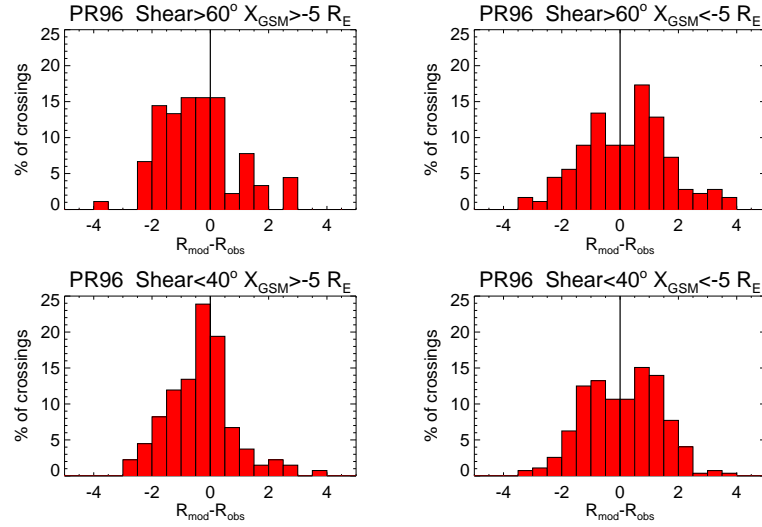 PR96 Shear>60° X_GSM>-5 R_E
% of crossings
25
20
15
10
5
0
-4 -2 0 2 4
R_mod-R_obs
PR96 Shear>60° X_GSM<-5 R_E
% of crossings
25
20
15
10
5
0
-4 -2 0 2 4
R_mod-R_obs
PR96 Shear<40° X_GSM>-5 R_E
% of crossings
25
20
15
10
5
0
-4 -2 0 2 4
R_mod-R_obs
PR96 Shear<40° X_GSM<-5 R_E
% of crossings
25
20
15
10
5
0
-4 -2 0 2 4
R_mod-R_obs